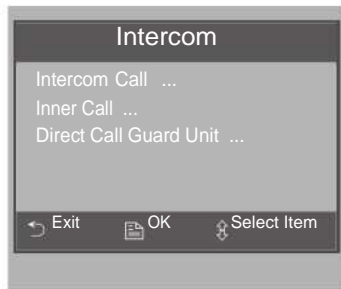 Intercom
Intercom Call ...
Inner Call ...
Direct Call Guard Unit ...
Exit OK Select Item